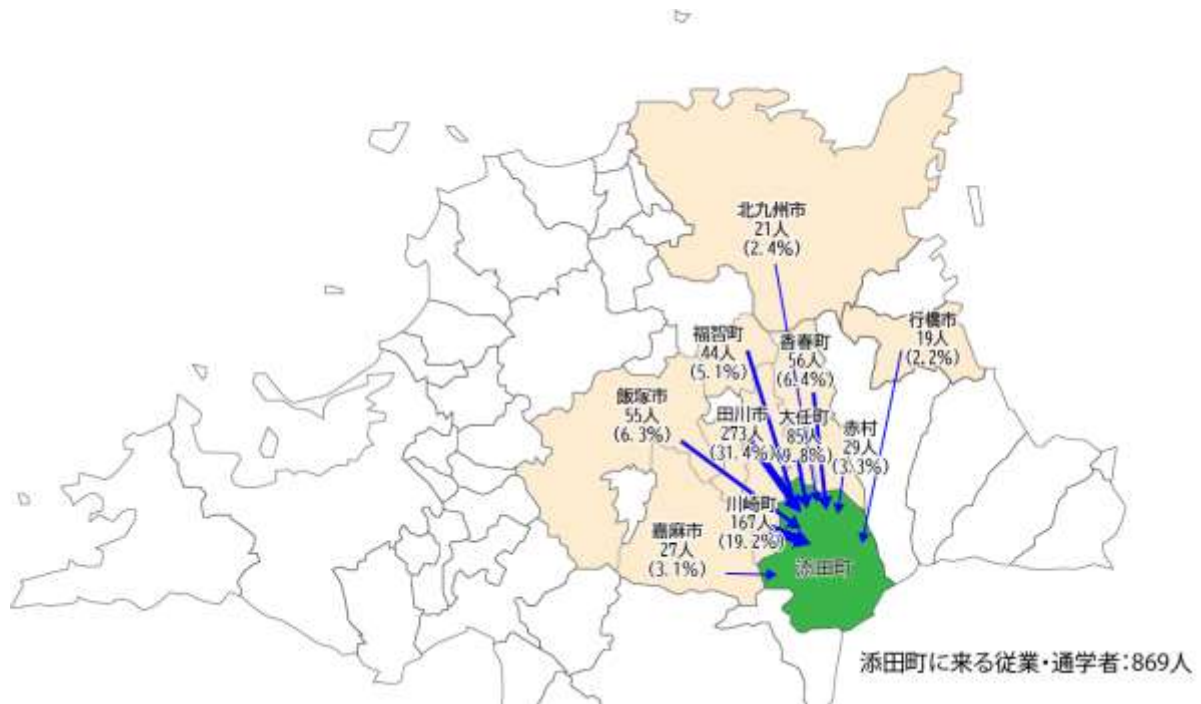 北九州市
21人
(2.4%)
福智町
44人
(5.1%)
香春町
56人
(6.4%)
行橋市
19人
(2.2%)
飯塚市
55人
(6.3%)
田川市
273人
(31.4%)
大任町
85人
(9.8%)
赤村
29人
(3.3%)
川崎町
167人
(19.2%)
嘉麻市
27人
(3.1%)
添田町
添田町に来る従業・通学者:869人